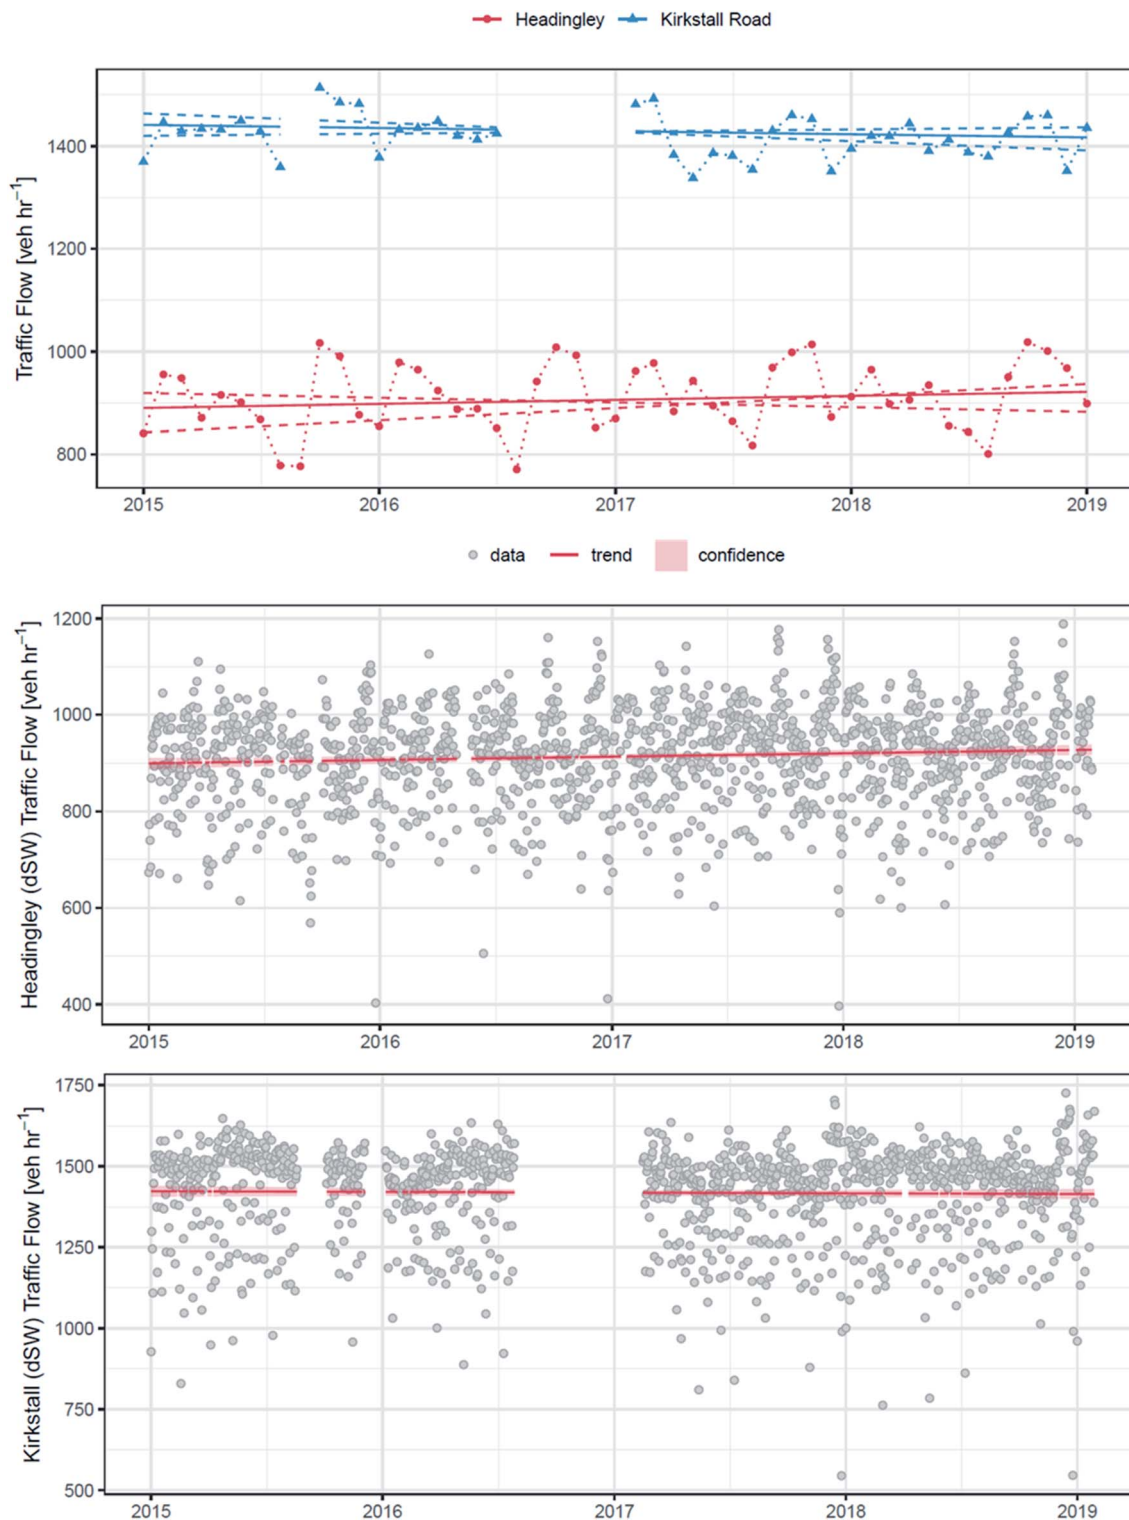 Headingley Kirkstall Road
Traffic Flow [veh hr⁻¹]
1400
1200
1000
800
2015 2016 2017 2018 2019
data trend confidence
Headingley (dSW) Traffic Flow [veh hr⁻¹]
1200
1000
800
600
400
2015 2016 2017 2018 2019
Kirkstall (dSW) Traffic Flow [veh hr⁻¹]
1750
1500
1250
1000
750
500
2015 2016 2017 2018 2019